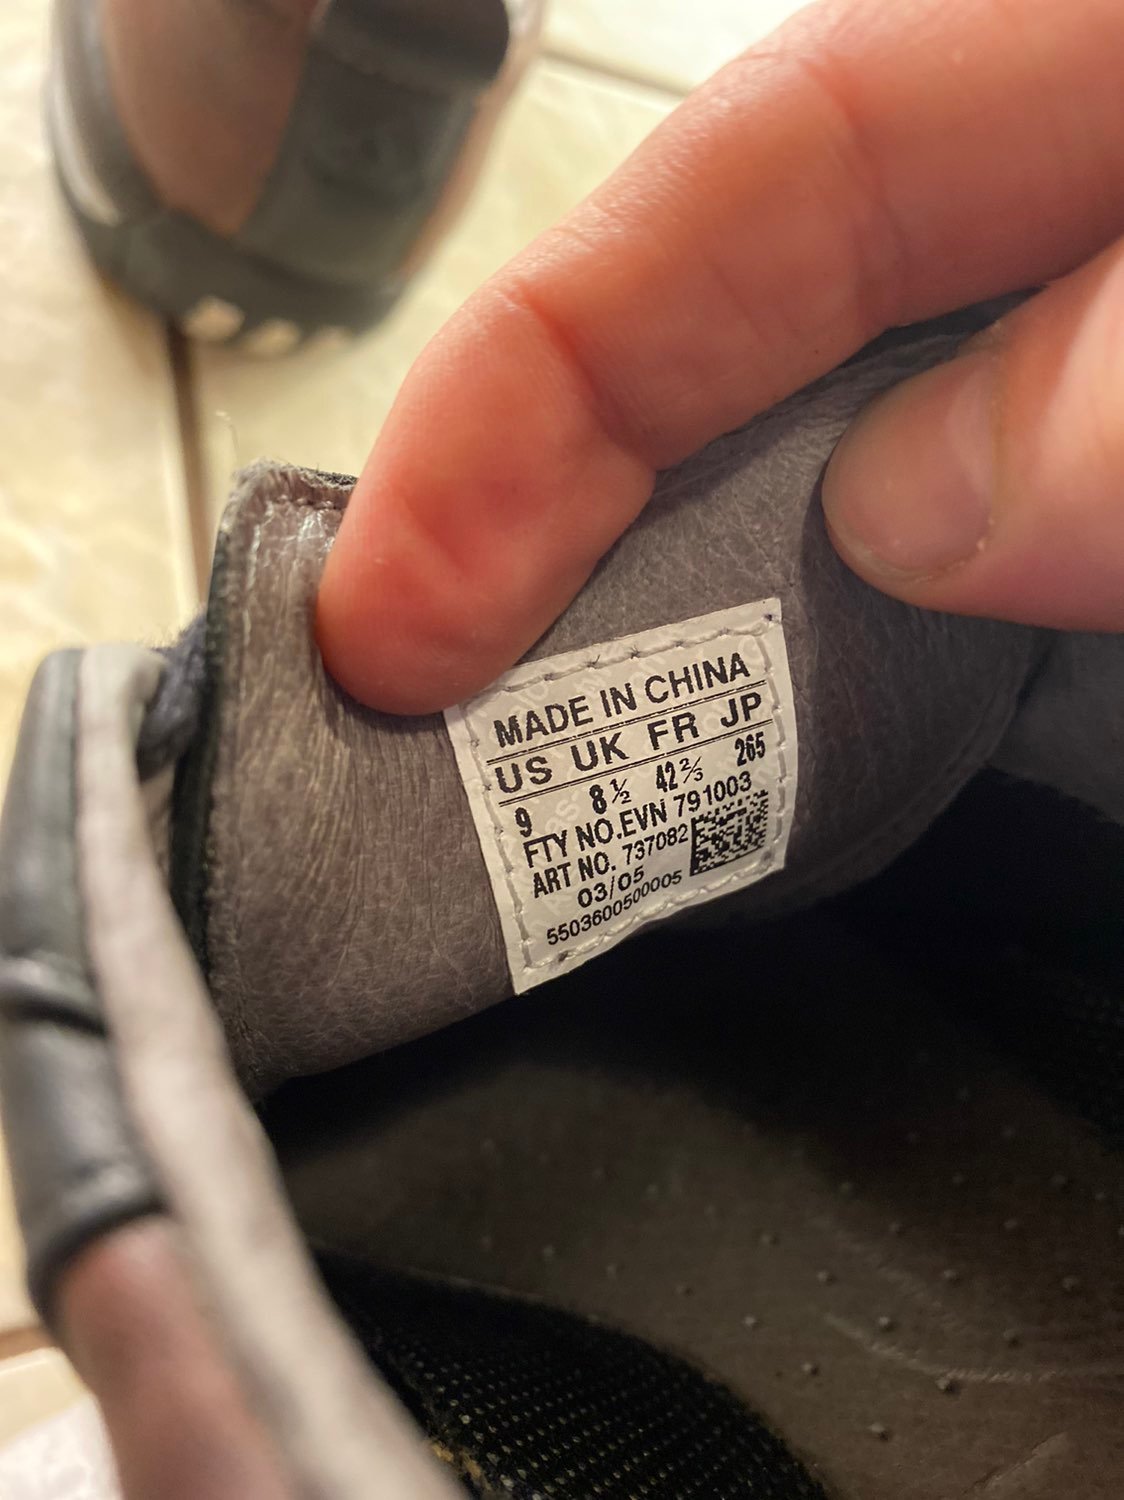 MADE IN CHINA
US UK FR JP
9 8½ 42⅔ 265
FTY NO.EVN 791003
ART NO. 737082
03/05
5503600500005